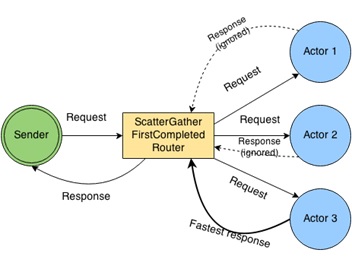 Response
(ignored)
Actor 1
Request
ScatterGather
FirstCompleted
Router
Request
Sender
Request
Response
(ignored)
Actor 2
Response
Request
Actor 3
Fastest response